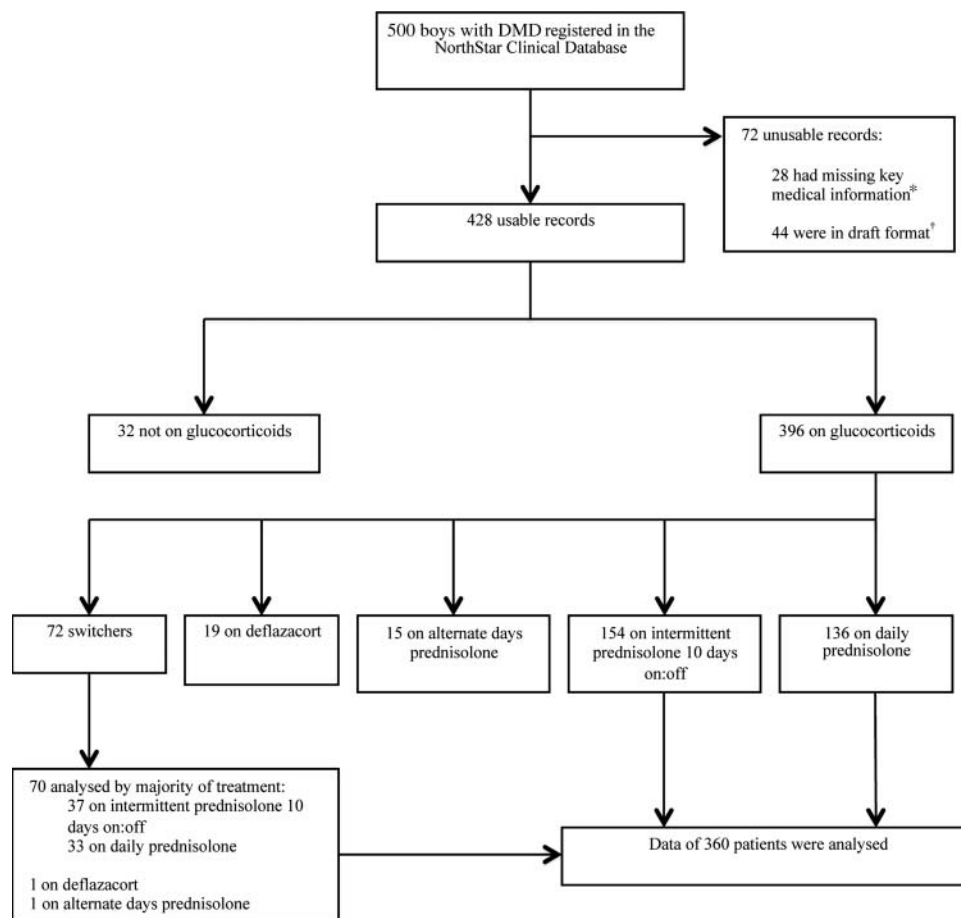 500 boys with DMD registered in the
NorthStar Clinical Database
72 unusable records:
28 had missing key
medical information*
44 were in draft format†
428 usable records
32 not on glucocorticoids
396 on glucocorticoids
72 switchers
19 on deflazacort
15 on alternate days
prednisolone
154 on intermittent
prednisolone 10 days
on:off
136 on daily
prednisolone
70 analysed by majority of treatment:
37 on intermittent prednisolone 10
days on:off
33 on daily prednisolone
1 on deflazacort
1 on alternate days prednisolone
Data of 360 patients were analysed